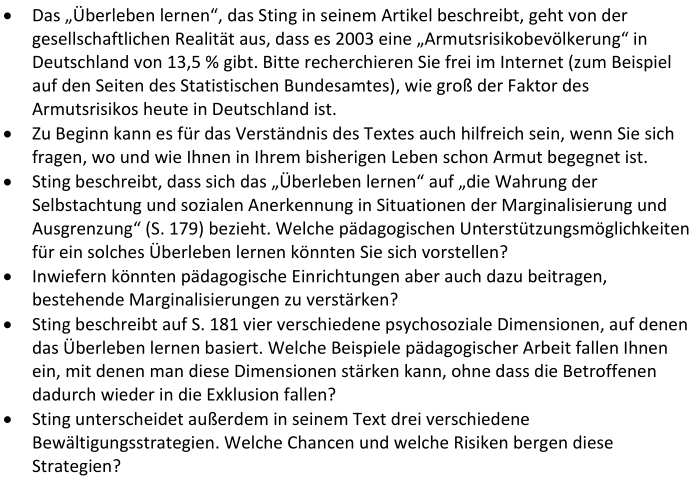 • Das „Überleben lernen“, das Sting in seinem Artikel beschreibt, geht von der
gesellschaftlichen Realität aus, dass es 2003 eine „Armutsrisikobevölkerung“ in
Deutschland von 13,5 % gibt. Bitte recherchieren Sie frei im Internet (zum Beispiel
auf den Seiten des Statistischen Bundesamtes), wie groß der Faktor des
Armutsrisikos heute in Deutschland ist.
• Zu Beginn kann es für das Verständnis des Textes auch hilfreich sein, wenn Sie sich
fragen, wo und wie Ihnen in Ihrem bisherigen Leben schon Armut begegnet ist.
• Sting beschreibt, dass sich das „Überleben lernen“ auf „die Wahrung der
Selbstachtung und sozialen Anerkennung in Situationen der Marginalisierung und
Ausgrenzung“ (S. 179) bezieht. Welche pädagogischen Unterstützungsmöglichkeiten
für ein solches Überleben lernen könnten Sie sich vorstellen?
• Inwiefern könnten pädagogische Einrichtungen aber auch dazu beitragen,
bestehende Marginalisierungen zu verstärken?
• Sting beschreibt auf S. 181 vier verschiedene psychosoziale Dimensionen, auf denen
das Überleben lernen basiert. Welche Beispiele pädagogischer Arbeit fallen Ihnen
ein, mit denen man diese Dimensionen stärken kann, ohne dass die Betroffenen
dadurch wieder in die Exklusion fallen?
• Sting unterscheidet außerdem in seinem Text drei verschiedene
Bewältigungsstrategien. Welche Chancen und welche Risiken bergen diese
Strategien?